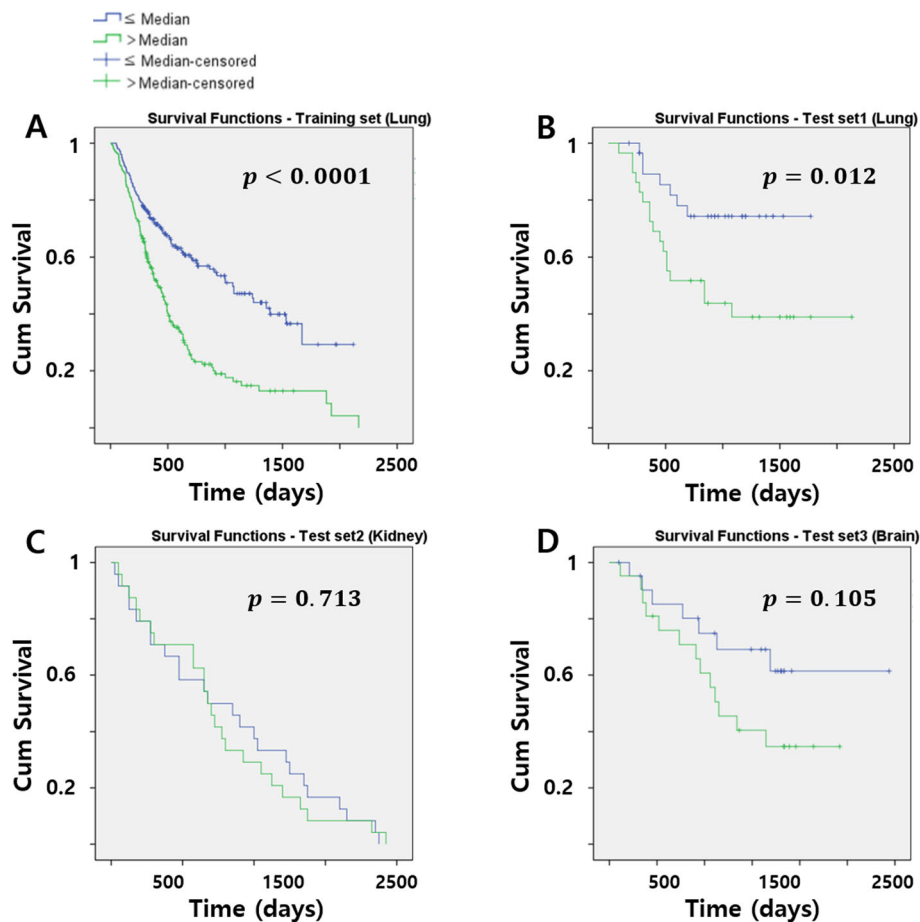 ≤ Median
> Median
≤ Median-censored
> Median-censored
A
Survival Functions - Training set (Lung)
p < 0.0001
1
0.6
0.2
Cum Survival
500
1500
2500
Time (days)
B
Survival Functions - Test set1 (Lung)
p = 0.012
1
0.6
0.2
Cum Survival
500
1500
2500
Time (days)
C
Survival Functions - Test set2 (Kidney)
p = 0.713
1
0.6
0.2
Cum Survival
500
1500
2500
Time (days)
D
Survival Functions - Test set3 (Brain)
p = 0.105
1
0.6
0.2
Cum Survival
500
1500
2500
Time (days)